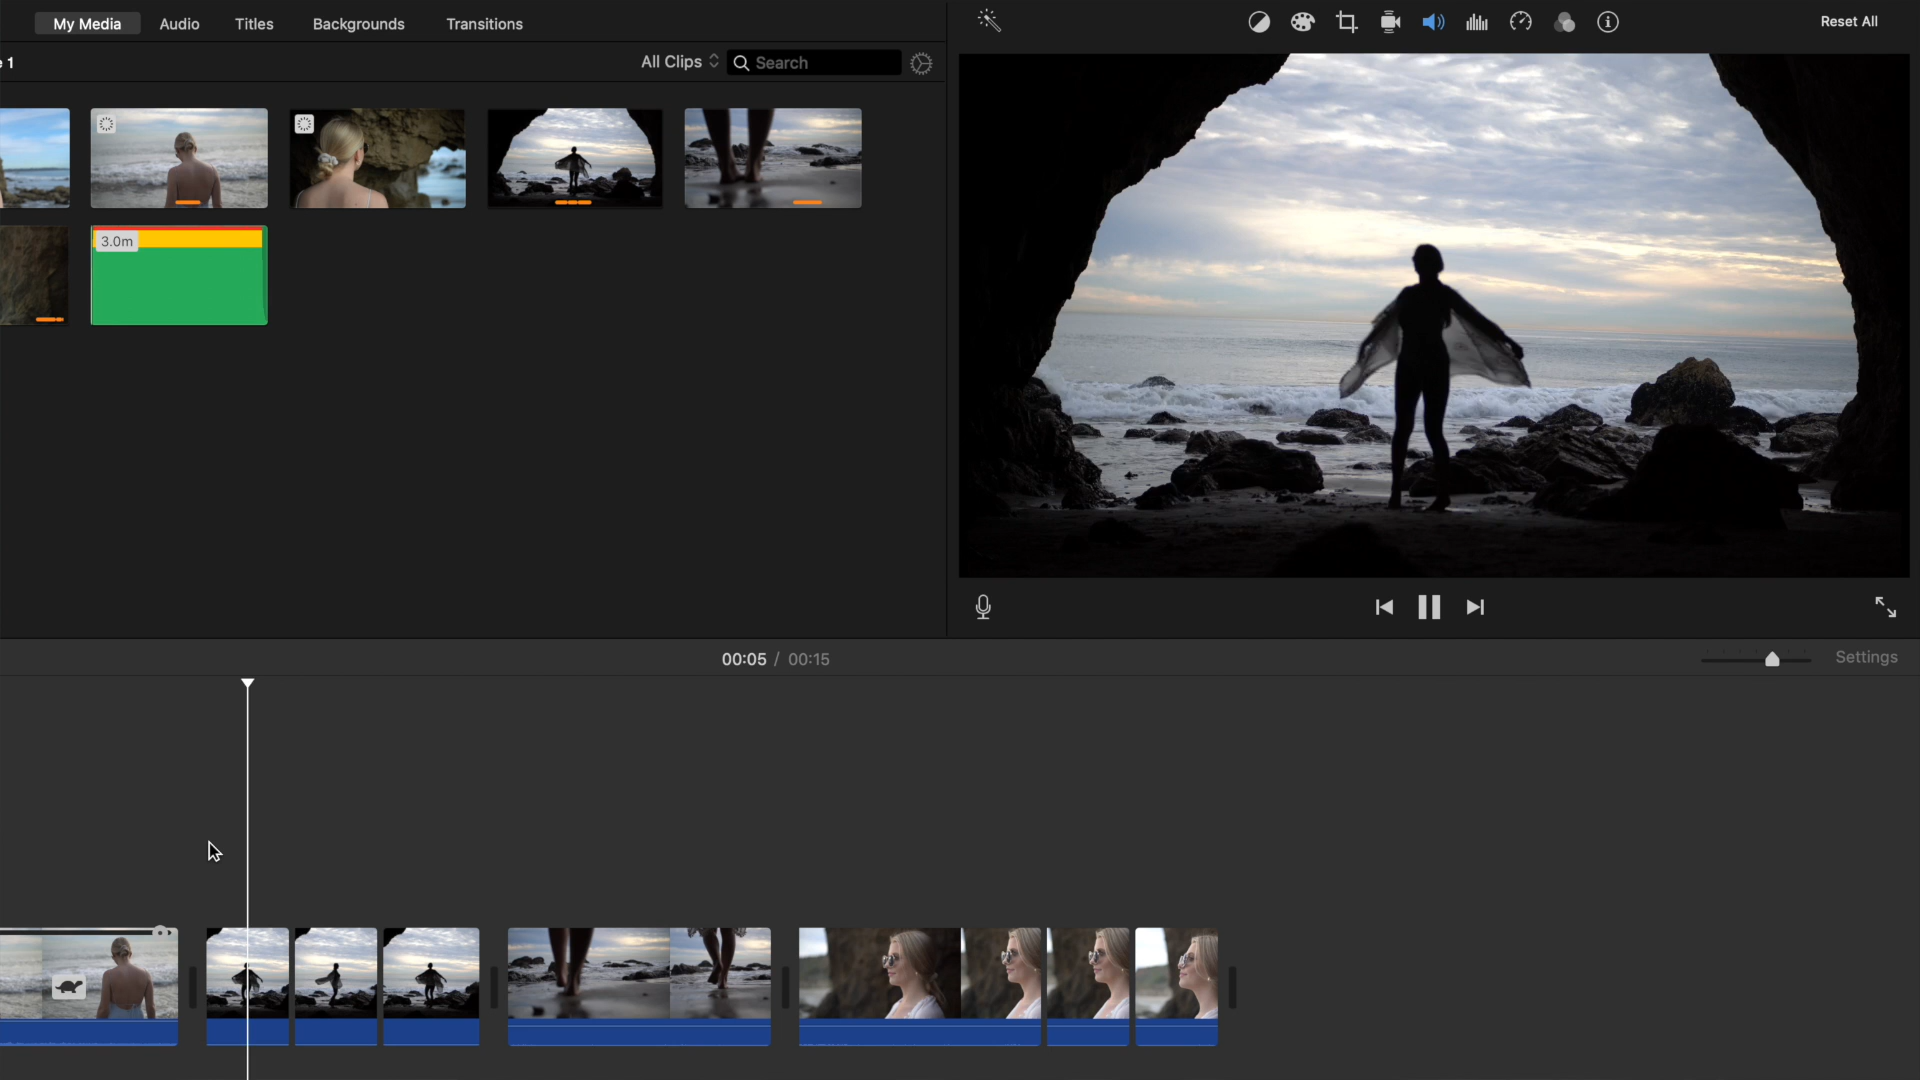 My Media Audio Titles Backgrounds Transitions
Reset All
1
All Clips Search
3.0m
00:05 / 00:15
Settings